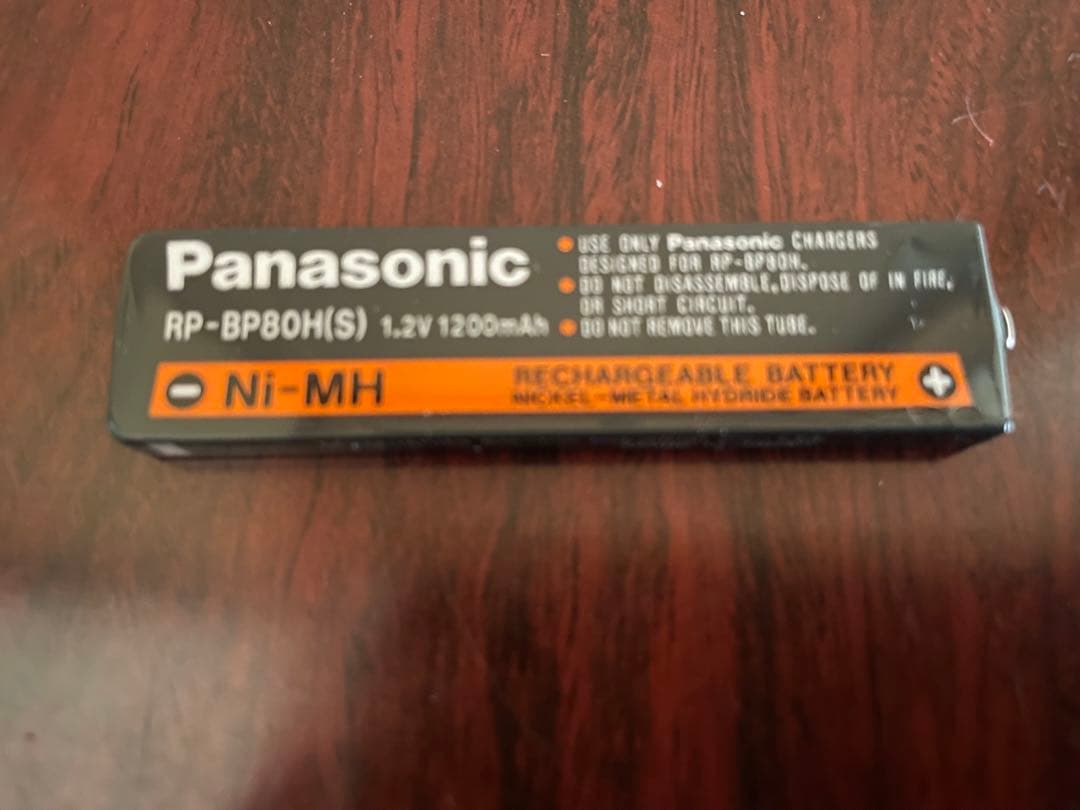 Panasonic
RP-BP80H(S) 1.2V 1200mAh
• USE ONLY Panasonic CHARGERS
DESIGNED FOR RP-BP80H.
• DO NOT DISASSEMBLE, DISPOSE OF IN FIRE,
OR SHORT CIRCUIT.
• DO NOT REMOVE THIS TUBE.
⊖ Ni-MH
RECHARGEABLE BATTERY ⊕
NICKEL-METAL HYDRIDE BATTERY